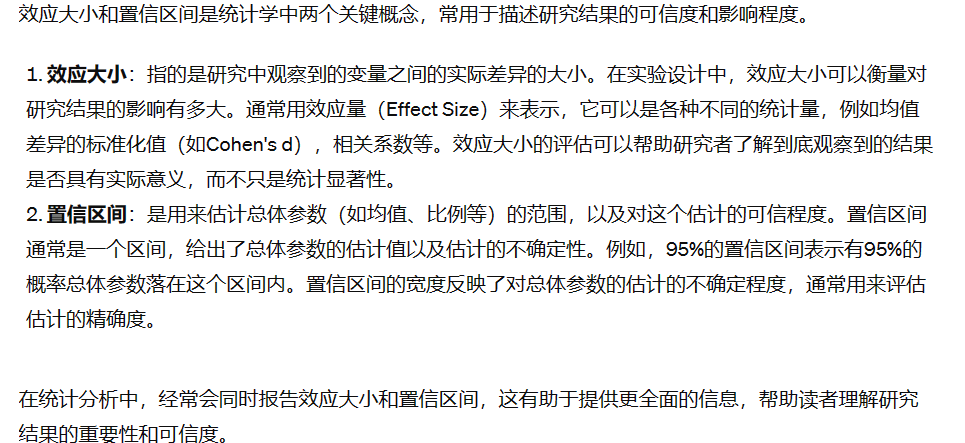 效应大小和置信区间是统计学中两个关键概念，常用于描述研究结果的可信度和影响程度。
1. 效应大小：指的是研究中观察到的变量之间的实际差异的大小。在实验设计中，效应大小可以衡量对
研究结果的影响有多大。通常用效应量（Effect Size）来表示，它可以是各种不同的统计量，例如均值
差异的标准化值（如Cohen's d），相关系数等。效应大小的评估可以帮助研究者了解到底观察到的结果
是否具有实际意义，而不只是统计显著性。
2. 置信区间：是用来估计总体参数（如均值、比例等）的范围，以及对这个估计的可信程度。置信区间
通常是一个区间，给出了总体参数的估计值以及估计的不确定性。例如，95%的置信区间表示有95%的
概率总体参数落在这个区间内。置信区间的宽度反映了对总体参数的估计的不确定程度，通常用来评估
估计的精确度。
在统计分析中，经常会同时报告效应大小和置信区间，这有助于提供更全面的信息，帮助读者理解研究
结果的重要性和可信度。